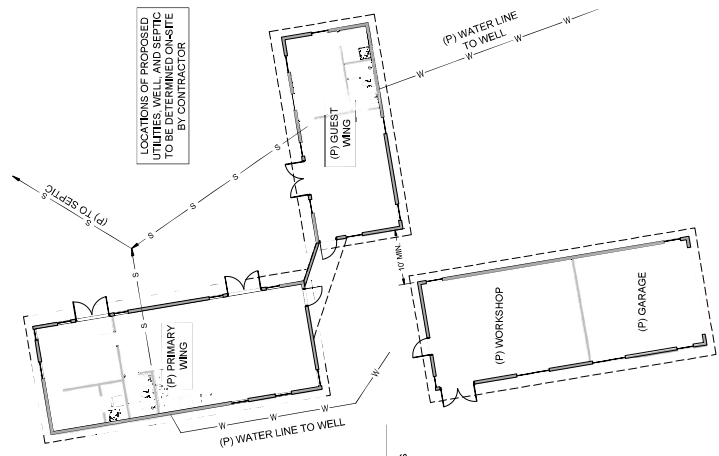 LOCATIONS OF PROPOSED
UTILITIES, WELL, AND SEPTIC
TO BE DETERMINED ON-SITE
BY CONTRACTOR
(P) WATER LINE
TO WELL
W
W
W
W
(P) GUEST
WING
S
S
S
S
S
(P) TO SEPTIC
S
S
S
S
10' MIN.
(P) WORKSHOP
(P) GARAGE
(P) PRIMARY
WING
W
W
W
W
(P) WATER LINE TO WELL
S